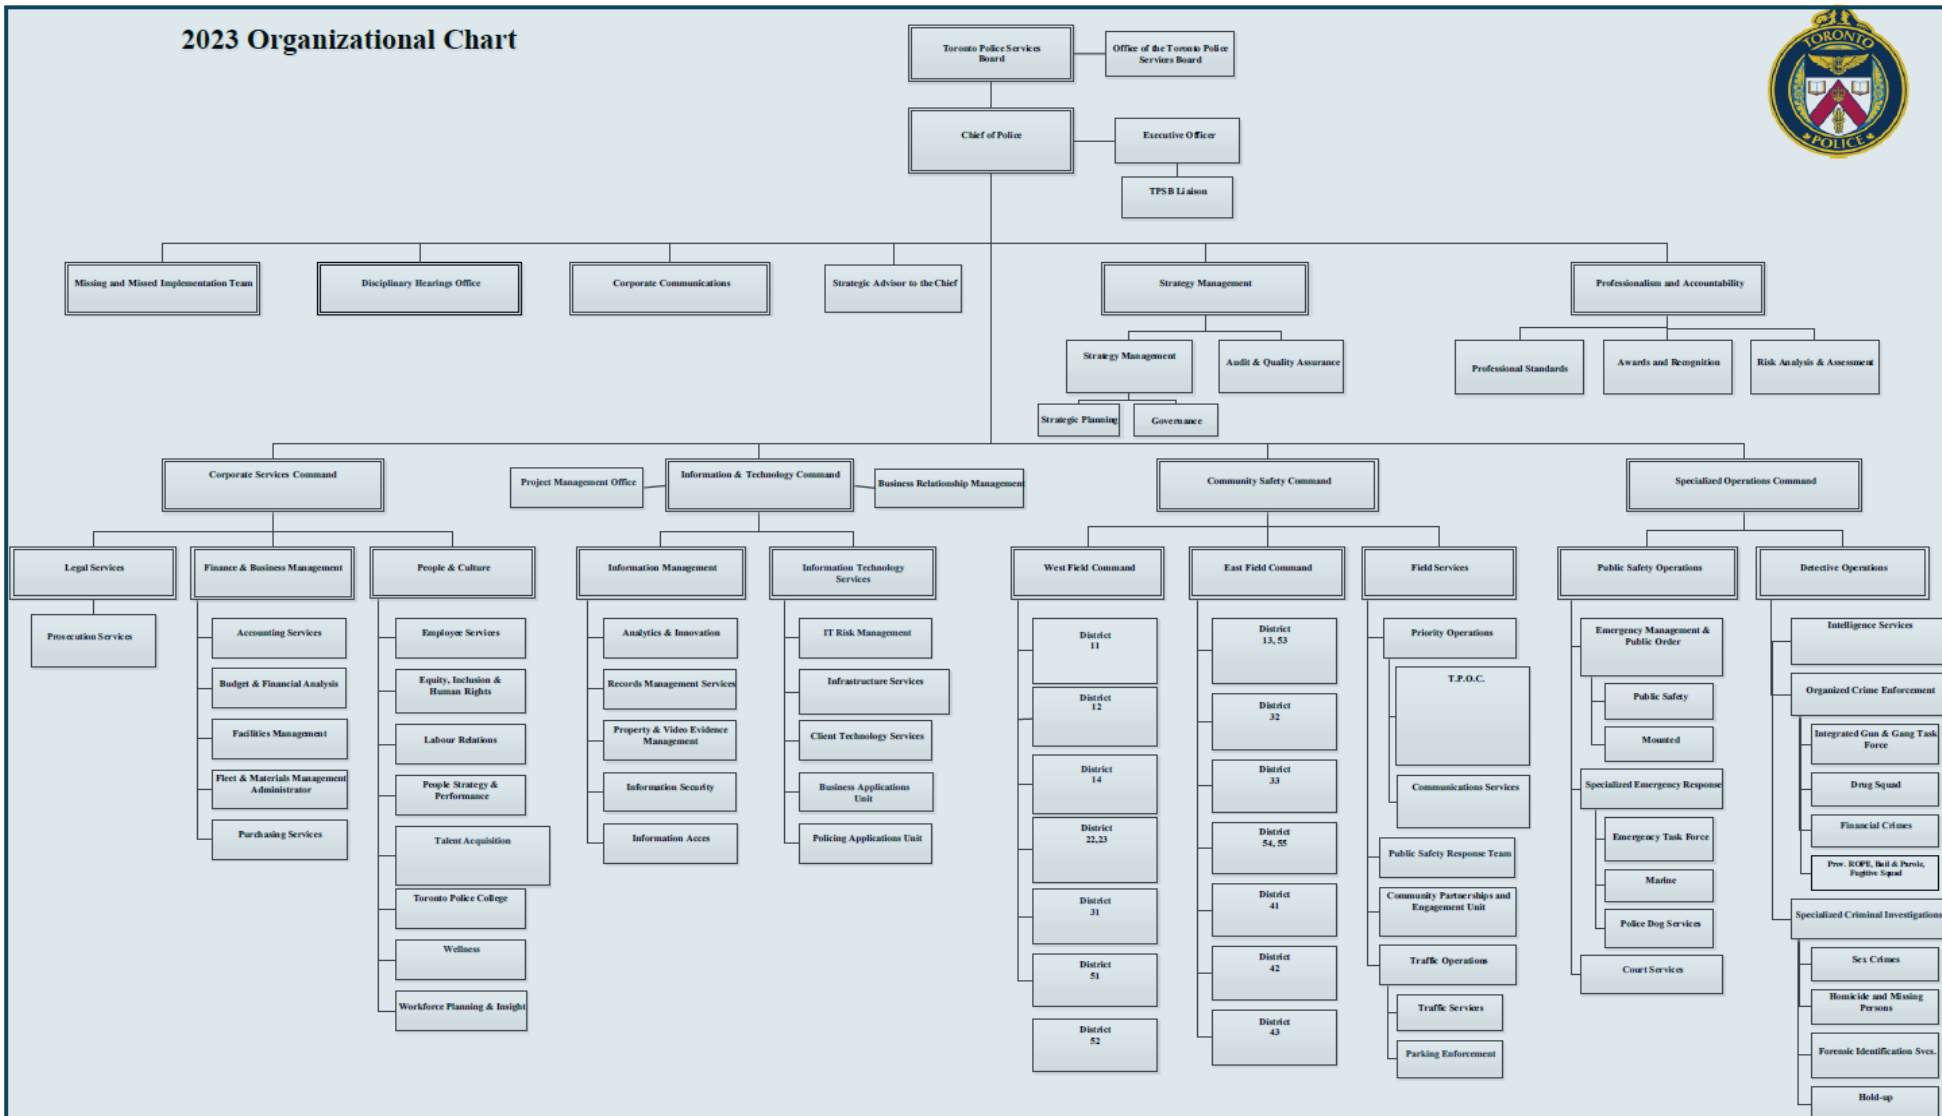 2023 Organizational Chart
Toronto Police Services
Board
Office of the Toronto Police
Services Board
TORONTO
POLICE
Chief of Police
Executive Officer
TPSB Liaison
Missing and Missed Implementation Team
Disciplinary Hearings Office
Corporate Communications
Strategic Advisor to the Chief
Strategy Management
Professionalism and Accountability
Strategy Management
Audit & Quality Assurance
Professional Standards
Awards and Recognition
Risk Analysis & Assessment
Strategic Planning
Governance
Corporate Services Command
Project Management Office
Information & Technology Command
Business Relationship Management
Community Safety Command
Specialized Operations Command
Legal Services
Prosecution Services
Finance & Business Management
Accounting Services
Budget & Financial Analysis
Facilities Management
Fleet & Materials Management
Administrator
Purchasing Services
People & Culture
Employee Services
Equity, Inclusion &
Human Rights
Labour Relations
People Strategy &
Performance
Talent Acquisition
Toronto Police College
Wellness
Workforce Planning & Insight
Information Management
Analytics & Innovation
Records Management Services
Property & Video Evidence
Management
Information Security
Information Acces
Information Technology
Services
IT Risk Management
Infrastructure Services
Client Technology Services
Business Applications
Unit
Policing Applications Unit
West Field Command
District
11
District
12
District
14
District
22,23
District
31
District
51
District
52
East Field Command
District
13, 53
District
32
District
33
District
54, 55
District
41
District
42
District
43
Field Services
Priority Operations
T.P.O.C.
Communications Services
Public Safety Response Team
Community Partnerships and
Engagement Unit
Traffic Operations
Traffic Services
Parking Enforcement
Public Safety Operations
Emergency Management &
Public Order
Public Safety
Mounted
Specialized Emergency Response
Emergency Task Force
Marine
Police Dog Services
Court Services
Detective Operations
Intelligence Services
Organized Crime Enforcement
Integrated Gun & Gang Task
Force
Drug Squad
Financial Crimes
Prov. ROPE, Bail & Parole,
Fugitive Squad
Specialized Criminal Investigations
Sex Crimes
Homicide and Missing
Persons
Forensic Identification Svcs.
Hold-up